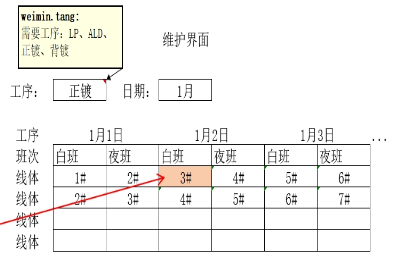 weimin.tang:
需要工序: LP、ALD、
正镀、背镀
维护界面
工序: 正镀 日期: 1月
工序 1月1日 1月2日 1月3日 ...
班次 白班 夜班 白班 夜班 白班 夜班
线体 1# 2# 3# 4# 5# 6#
线体 2# 3# 4# 5# 6# 7#
线体
线体